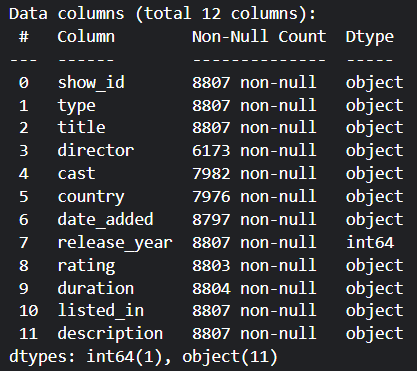 Data columns (total 12 columns):
 #   Column        Non-Null Count  Dtype
---  ------        --------------  -----
 0   show_id       8807 non-null   object
 1   type          8807 non-null   object
 2   title         8807 non-null   object
 3   director      6173 non-null   object
 4   cast          7982 non-null   object
 5   country       7976 non-null   object
 6   date_added    8797 non-null   object
 7   release_year  8807 non-null   int64
 8   rating        8803 non-null   object
 9   duration      8804 non-null   object
 10  listed_in     8807 non-null   object
 11  description   8807 non-null   object
dtypes: int64(1), object(11)